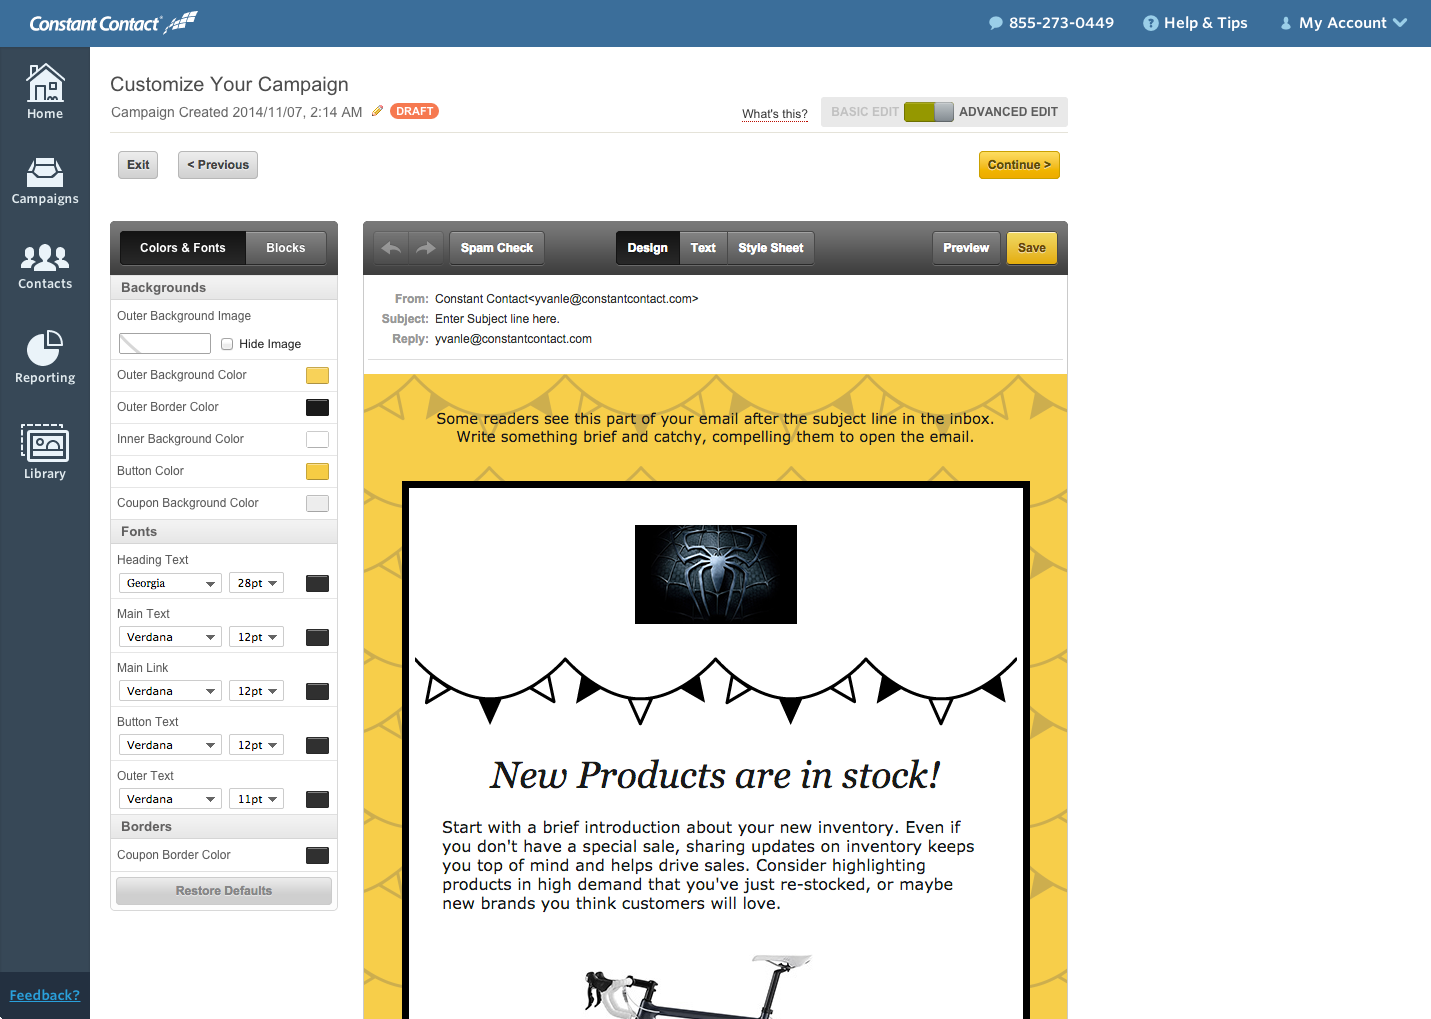 Constant Contact
855-273-0449
Help & Tips
My Account
Home
Campaigns
Contacts
Reporting
Library
Feedback?
Customize Your Campaign
Campaign Created 2014/11/07, 2:14 AM
DRAFT
What's this?
BASIC EDIT
ADVANCED EDIT
Exit
< Previous
Continue >
Colors & Fonts
Blocks
Backgrounds
Outer Background Image
Hide Image
Outer Background Color
Outer Border Color
Inner Background Color
Button Color
Coupon Background Color
Fonts
Heading Text
Georgia 28pt
Main Text
Verdana 12pt
Main Link
Verdana 12pt
Button Text
Verdana 12pt
Outer Text
Verdana 11pt
Borders
Coupon Border Color
Restore Defaults
Spam Check
Design
Text
Style Sheet
Preview
Save
From: Constant Contact<yvanle@constantcontact.com>
Subject: Enter Subject line here.
Reply: yvanle@constantcontact.com
Some readers see this part of your email after the subject line in the inbox.
Write something brief and catchy, compelling them to open the email.
New Products are in stock!
Start with a brief introduction about your new inventory. Even if
you don't have a special sale, sharing updates on inventory keeps
you top of mind and helps drive sales. Consider highlighting
products in high demand that you've just re-stocked, or maybe
new brands you think customers will love.